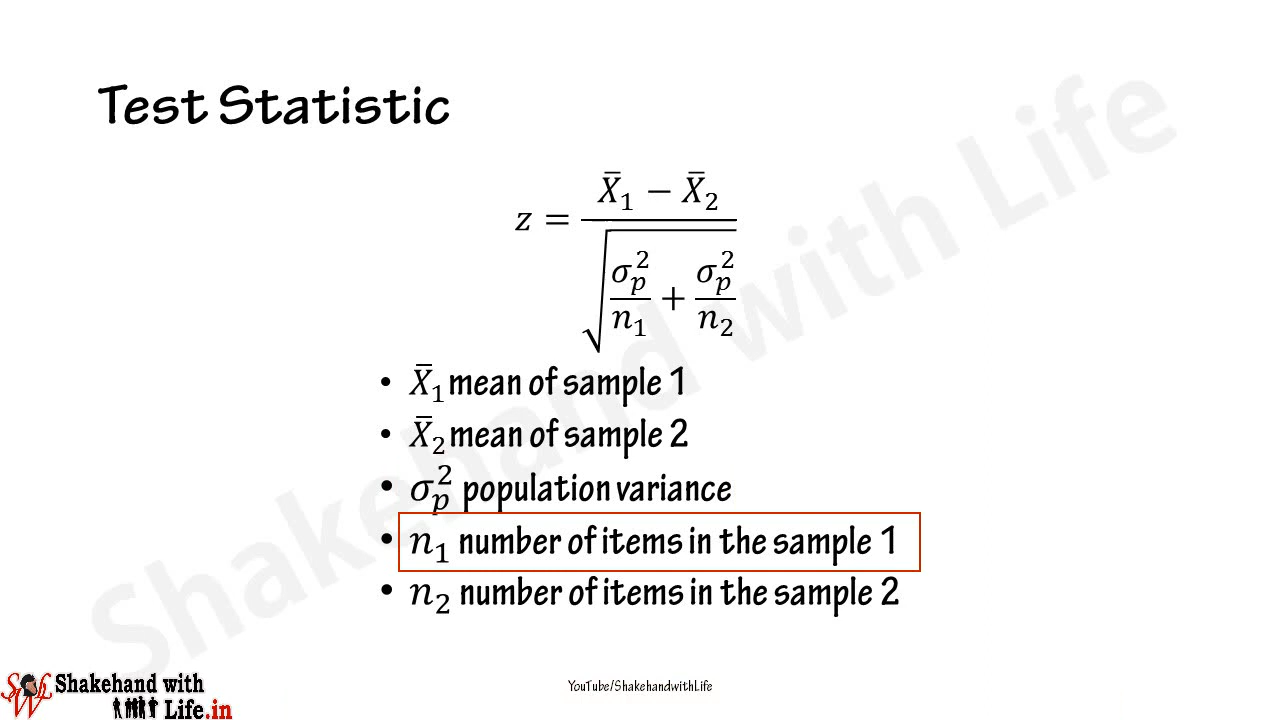 Test Statistic
z = (X̄₁ − X̄₂) / √(σₚ²/n₁ + σₚ²/n₂)
• X̄₁ mean of sample 1
• X̄₂ mean of sample 2
• σₚ² population variance
• n₁ number of items in the sample 1
• n₂ number of items in the sample 2
Shakehand with Life
SwL
Shakehand with
Life.in
YouTube/ShakehandwithLife